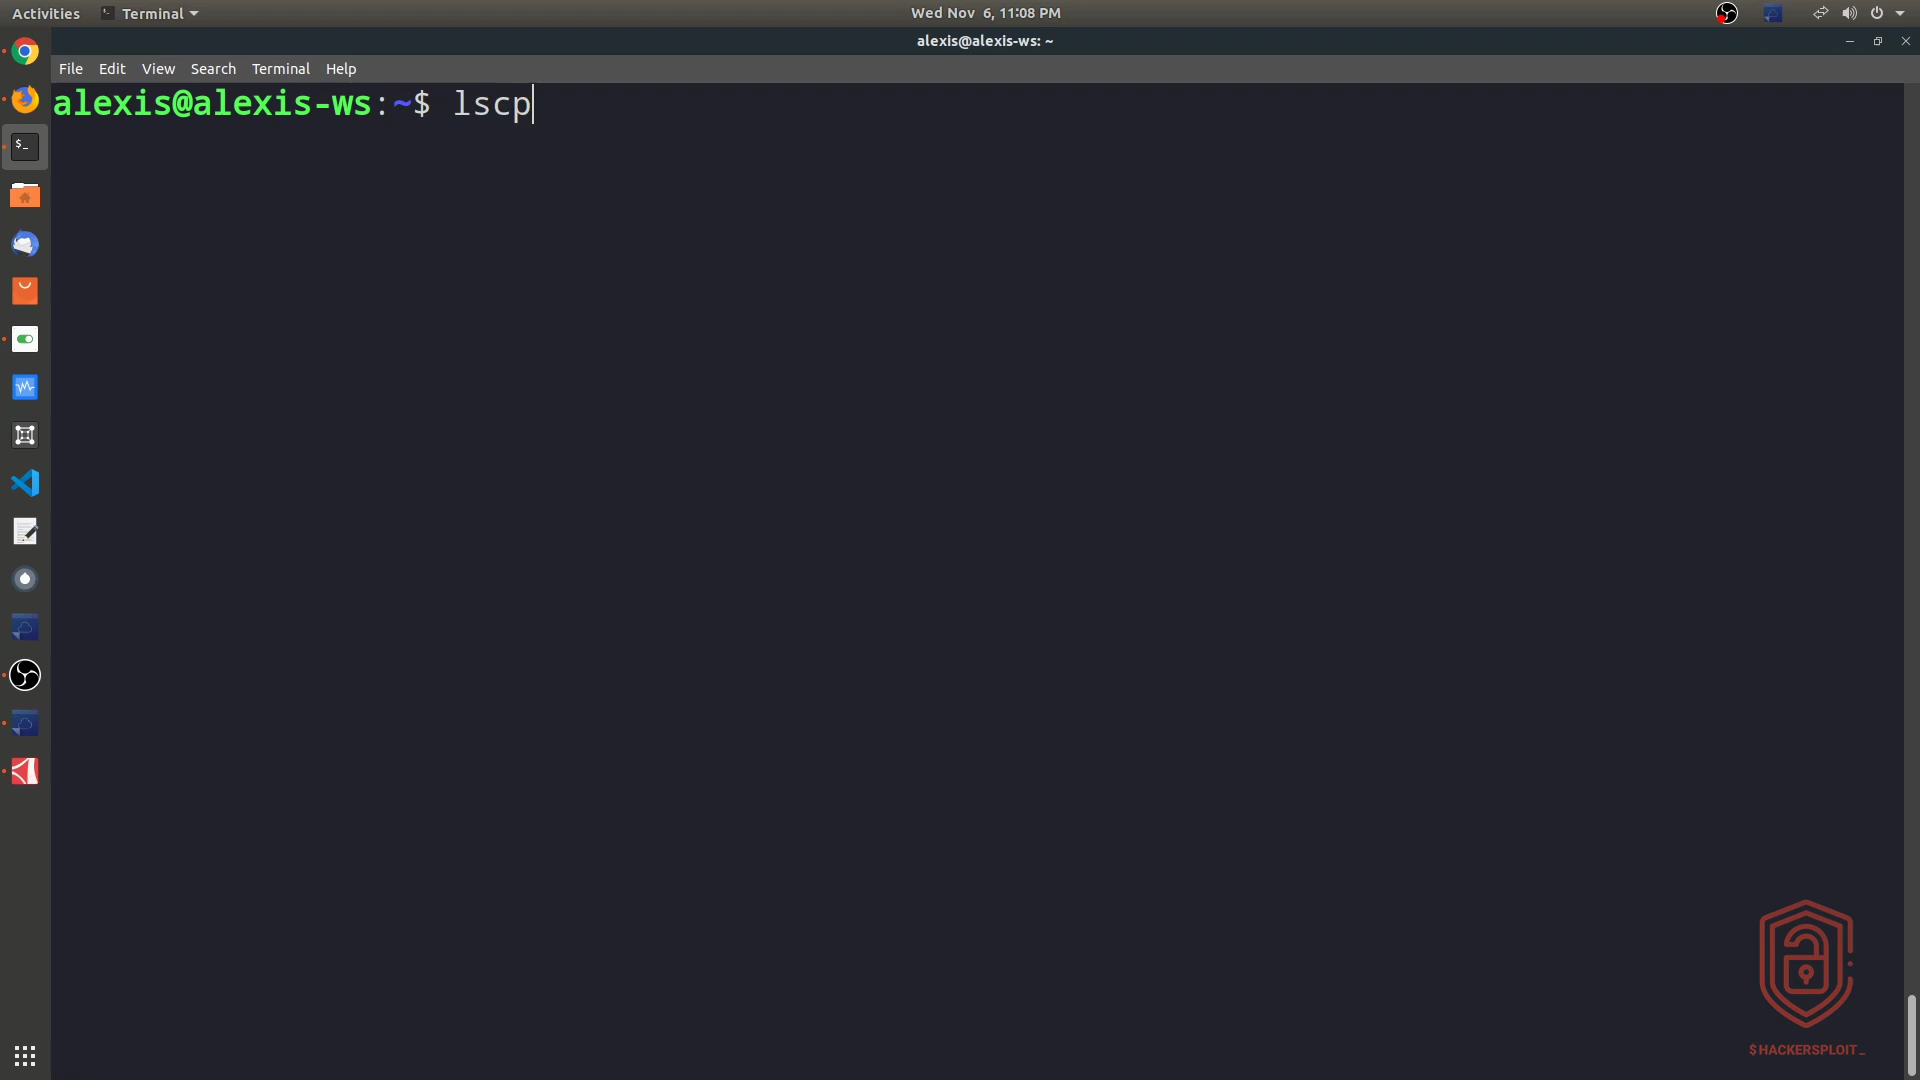 Activities Terminal Wed Nov 6, 11:08 PM
alexis@alexis-ws: ~
File Edit View Search Terminal Help
alexis@alexis-ws:~$ lscp
$HACKERSPLOIT_